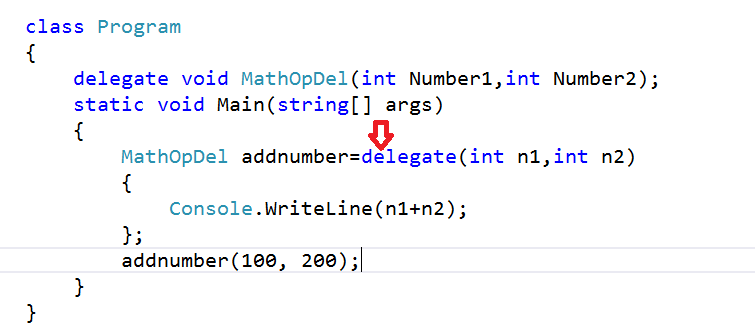 class Program
{
    delegate void MathOpDel(int Number1,int Number2);
    static void Main(string[] args)
    {
        MathOpDel addnumber=delegate(int n1,int n2)
        {
            Console.WriteLine(n1+n2);
        };
        addnumber(100, 200);
    }
}